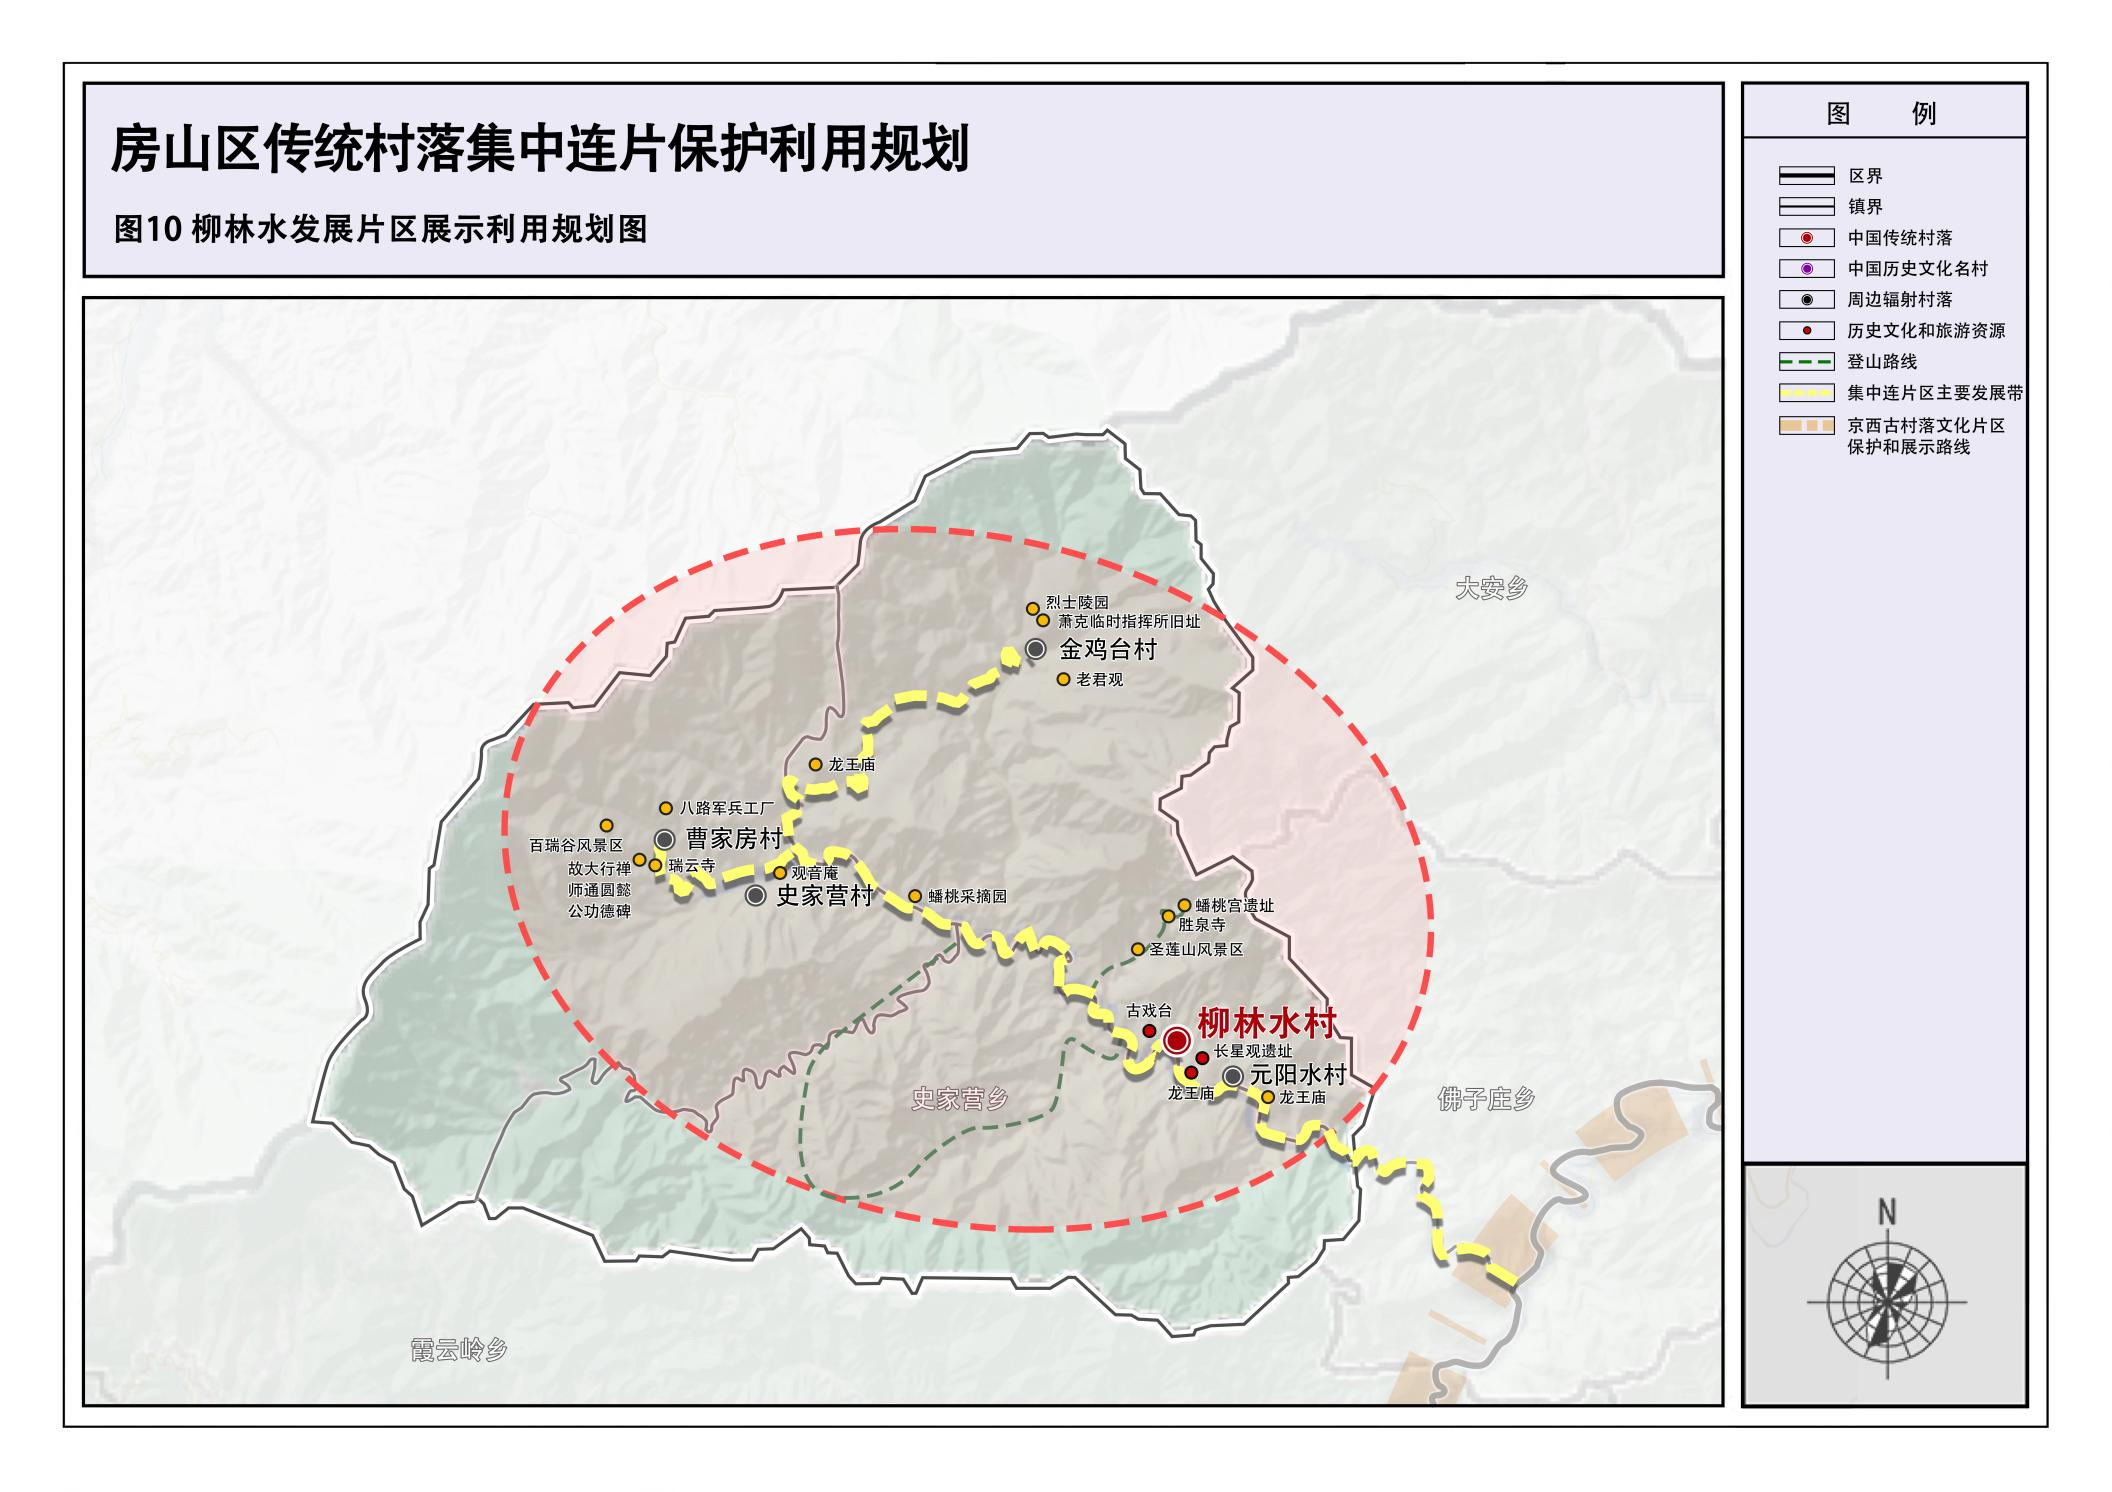 房山区传统村落集中连片保护利用规划
图10 柳林水发展片区展示利用规划图
图 例
区界
镇界
中国传统村落
中国历史文化名村
周边辐射村落
历史文化和旅游资源
登山路线
集中连片区主要发展带
京西古村落文化片区
保护和展示路线
大安乡
烈士陵园
萧克临时指挥所旧址
金鸡台村
老君观
龙王庙
八路军兵工厂
曹家房村
百瑞谷风景区
故大行禅
师通圆懿
公功德碑
瑞云寺
观音庵
史家营村
蟠桃采摘园
蟠桃宫遗址
胜泉寺
圣莲山风景区
古戏台
柳林水村
长星观遗址
元阳水村
龙王庙
龙王庙
史家营乡
佛子庄乡
霞云岭乡
N